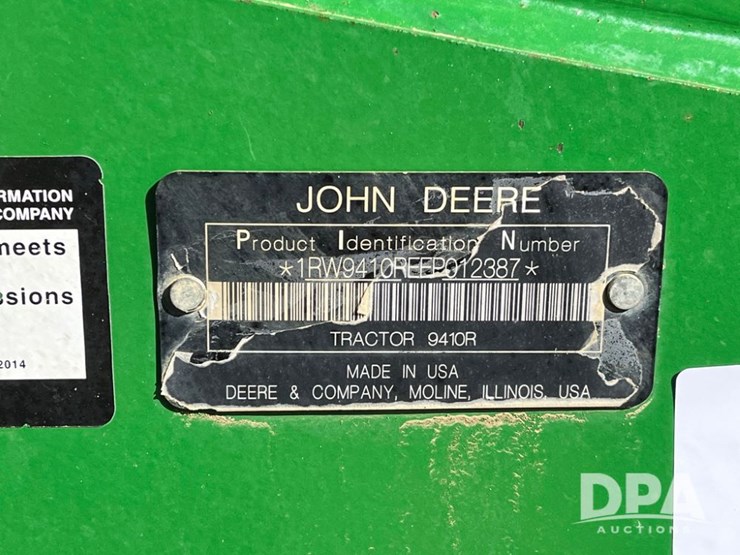 RMATION
COMPANY
meets
sions
2014
JOHN DEERE
Product Identification Number
*1RW9410REEP012387*
TRACTOR 9410R
MADE IN USA
DEERE & COMPANY, MOLINE, ILLINOIS, USA
DPA
AUCTIONS